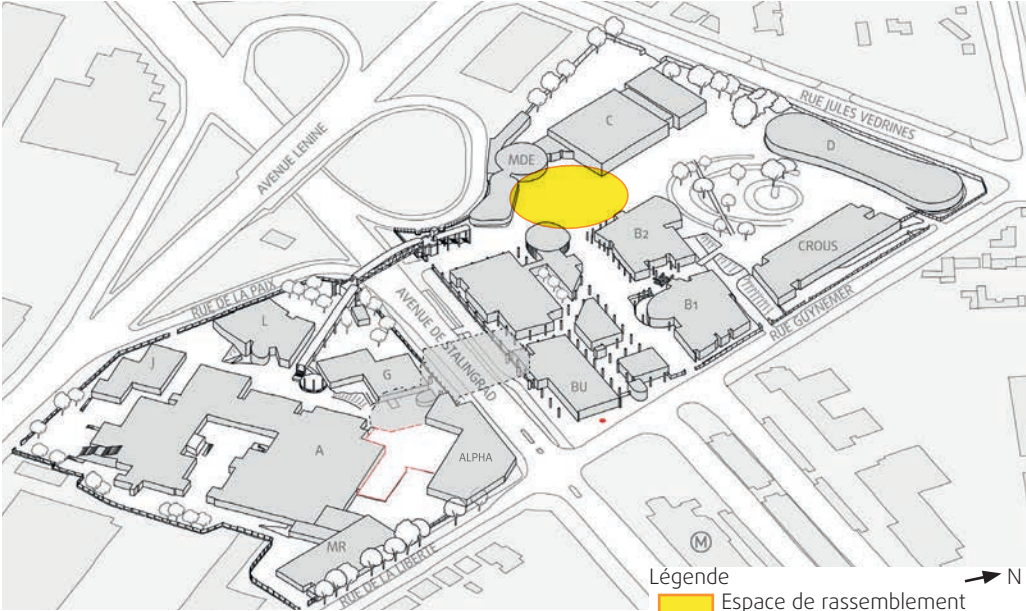 RUE JULES VEDRINES
C
D
MDE
AVENUE LENINE
B2
CROUS
B1
RUE GUYNEMER
RUE DE LA PAIX
AVENUE DE STALINGRAD
L
J
G
BU
A
ALPHA
MR
RUE DE LA LIBERTE
M
Légende
N
Espace de rassemblement